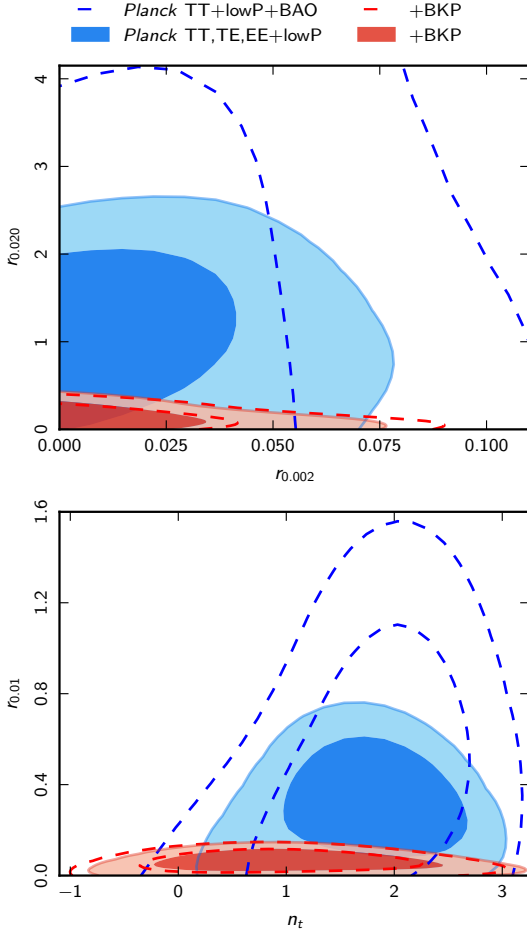 Planck TT+lowP+BAO +BKP
Planck TT,TE,EE+lowP +BKP
4
3
2
1
0
r0.020
0.000 0.025 0.050 0.075 0.100
r0.002
1.6
1.2
0.8
0.4
0.0
r0.01
−1 0 1 2 3
nt